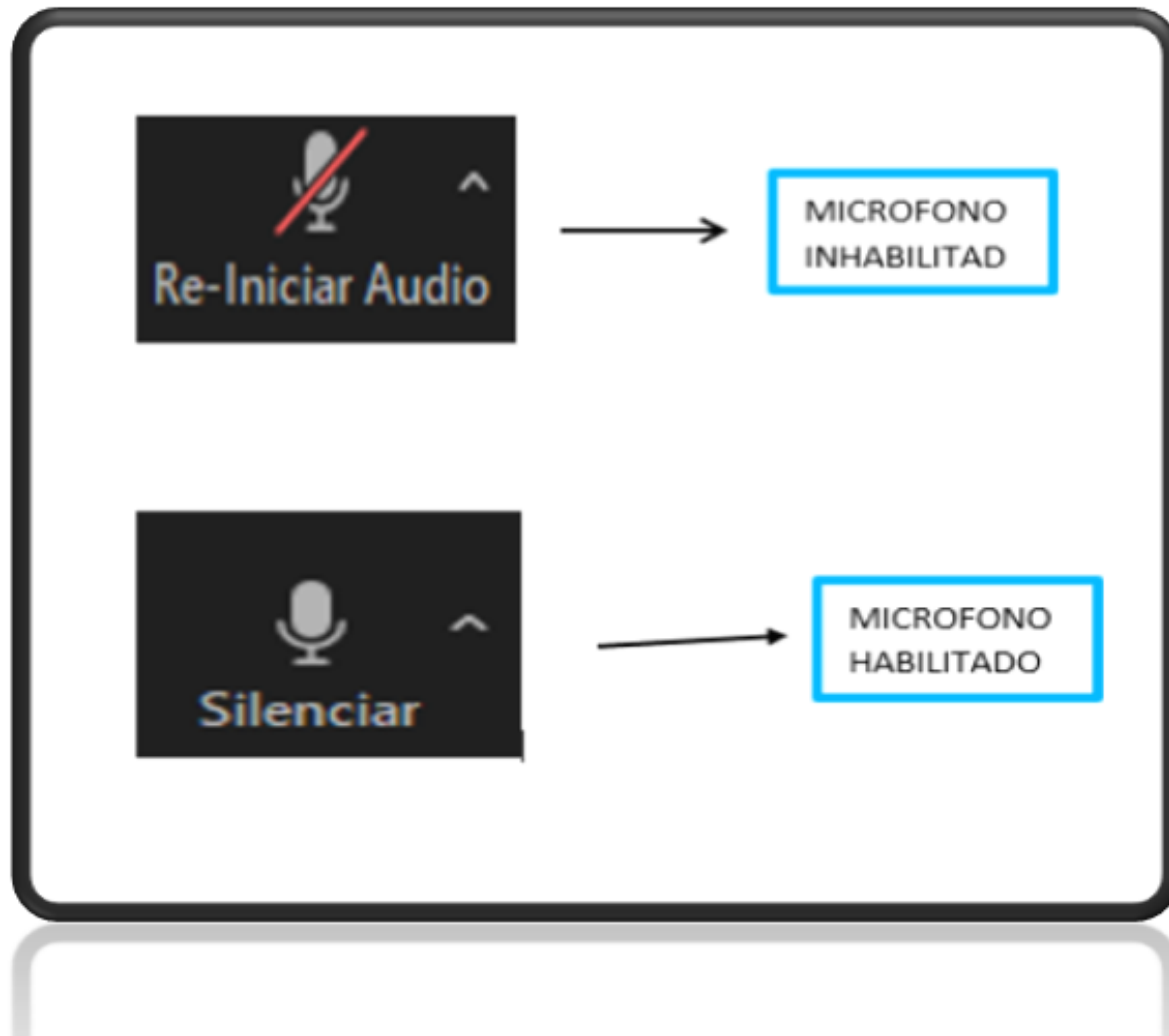 Re-Iniciar Audio
MICROFONO
INHABILITAD
Silenciar
MICROFONO
HABILITADO